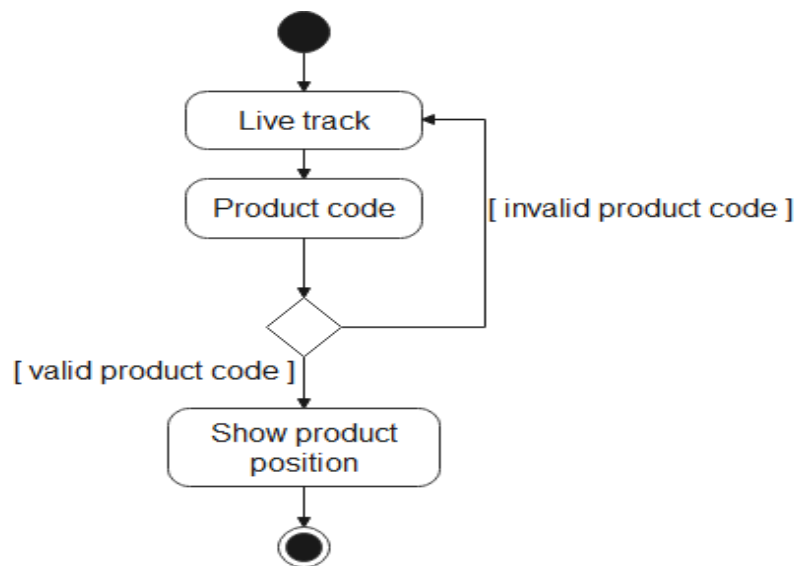 Live track
Product code
[ invalid product code ]
[ valid product code ]
Show product
position